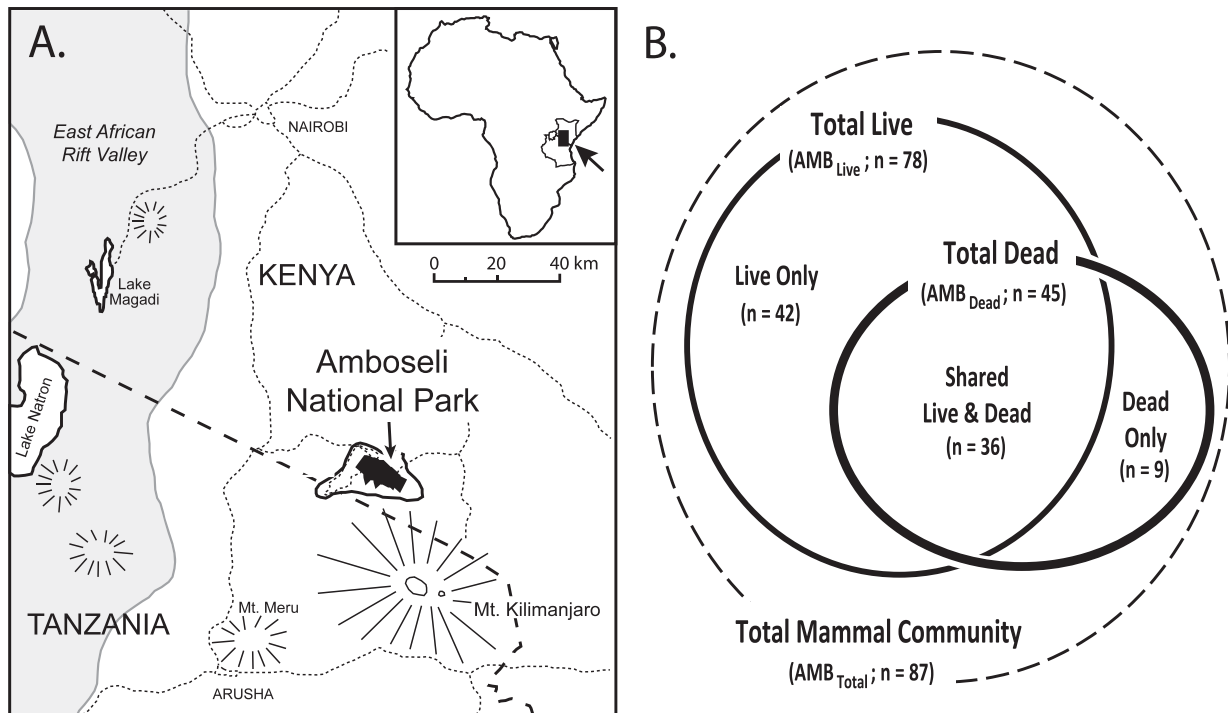 A.
East African
Rift Valley
NAIROBI
Lake
Magadi
KENYA
0 20 40 km
Amboseli
National Park
Lake Natron
TANZANIA
Mt. Meru
Mt. Kilimanjaro
ARUSHA
B.
Total Live
(AMB Live ; n = 78)
Total Dead
(AMB Dead ; n = 45)
Live Only
(n = 42)
Shared
Live & Dead
(n = 36)
Dead
Only
(n = 9)
Total Mammal Community
(AMB Total ; n = 87)